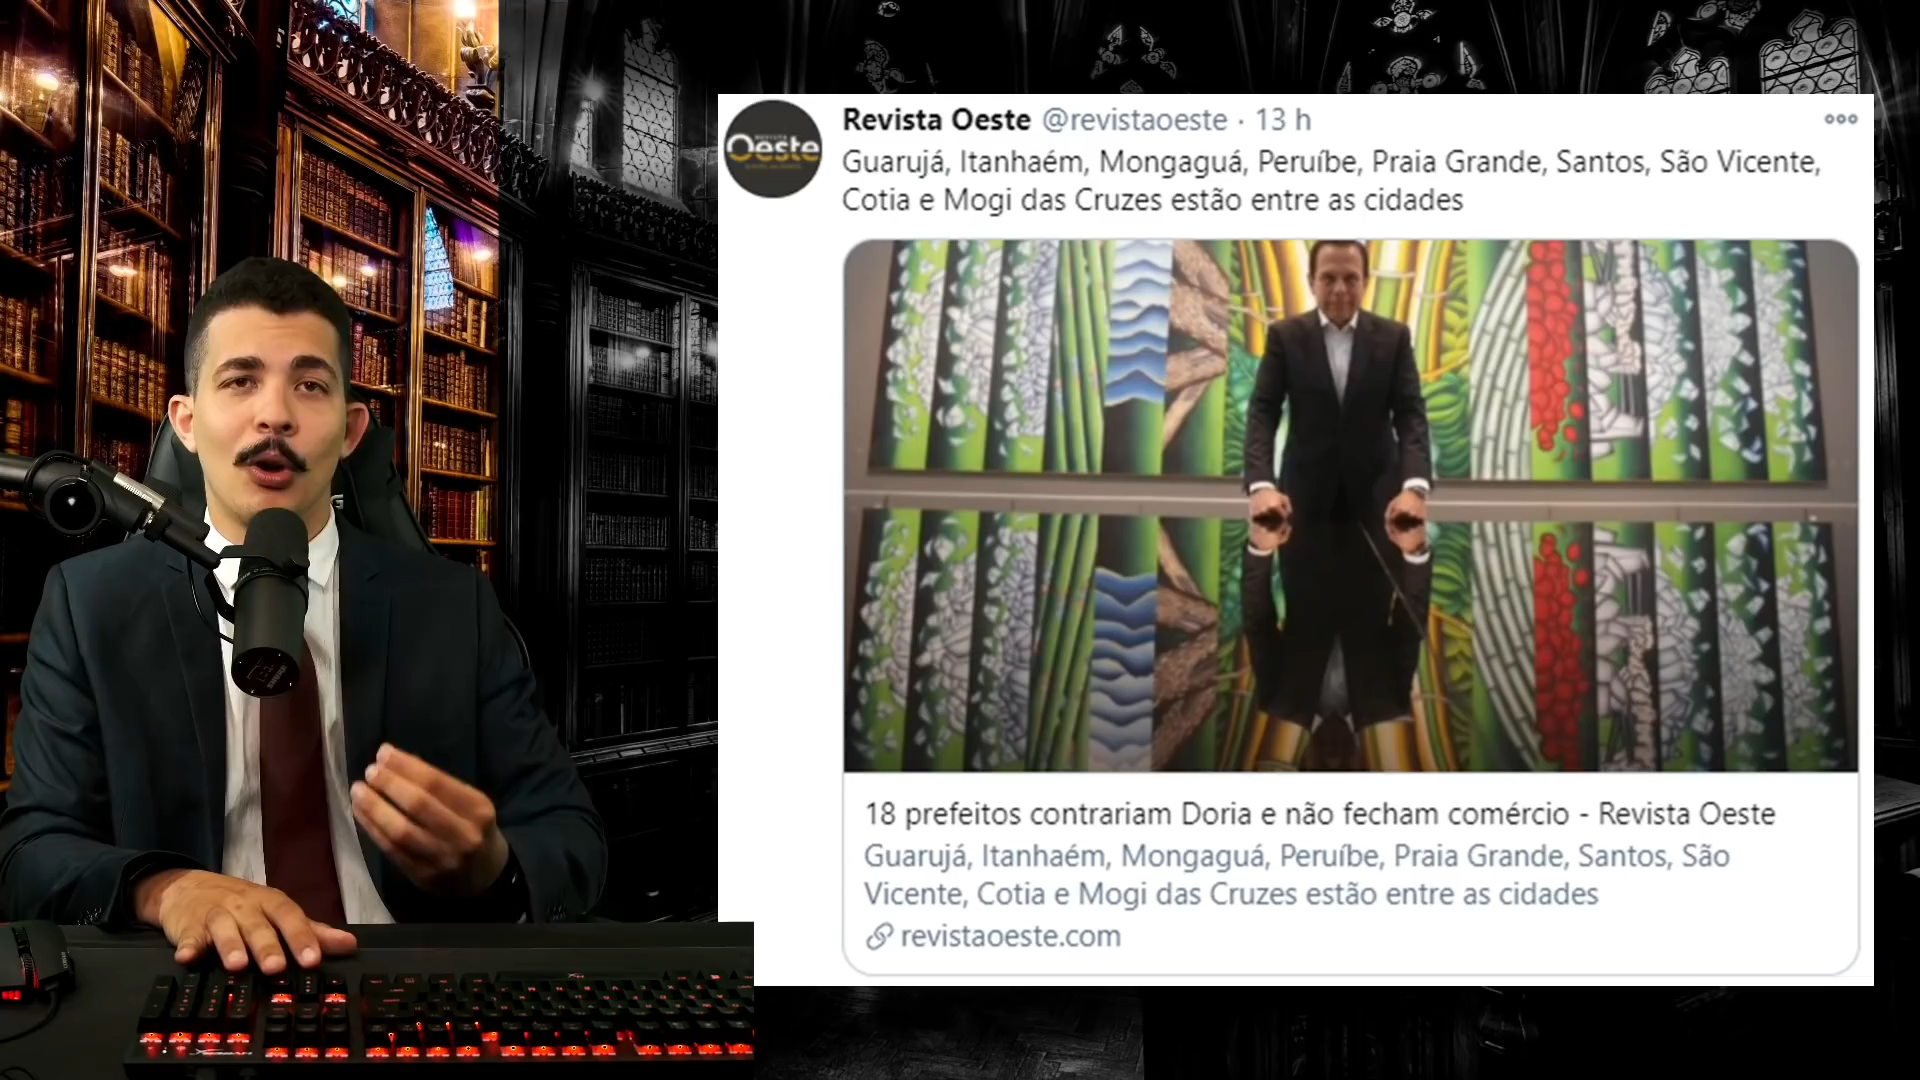 Revista Oeste @revistaoeste · 13 h
Guarujá, Itanhaém, Mongaguá, Peruíbe, Praia Grande, Santos, São Vicente,
Cotia e Mogi das Cruzes estão entre as cidades
REVISTA
Oeste
18 prefeitos contrariam Doria e não fecham comércio - Revista Oeste
Guarujá, Itanhaém, Mongaguá, Peruíbe, Praia Grande, Santos, São
Vicente, Cotia e Mogi das Cruzes estão entre as cidades
revistaoeste.com